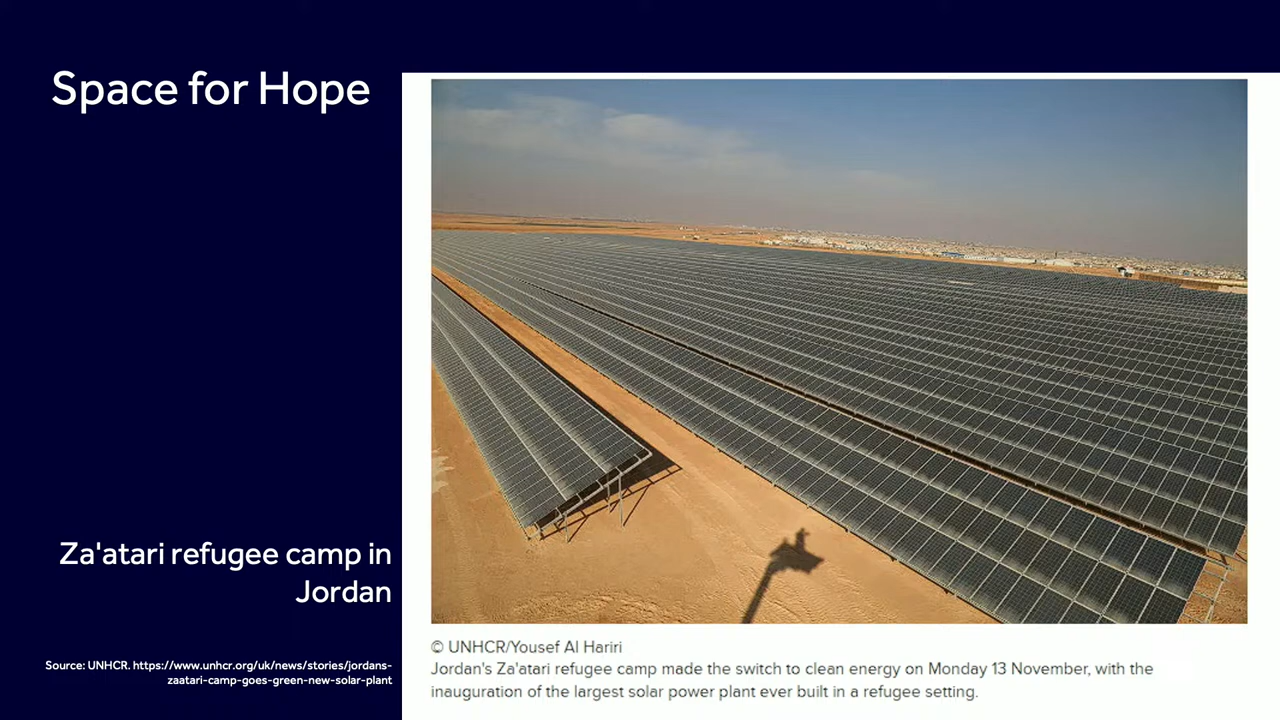 Space for Hope
Za'atari refugee camp in
Jordan
Source: UNHCR. https://www.unhcr.org/uk/news/stories/jordans-
zaatari-camp-goes-green-new-solar-plant
© UNHCR/Yousef Al Hariri
Jordan's Za'atari refugee camp made the switch to clean energy on Monday 13 November, with the
inauguration of the largest solar power plant ever built in a refugee setting.